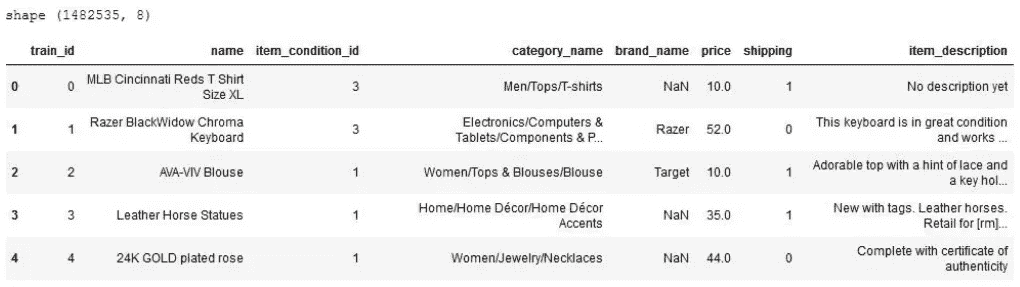 shape (1482535, 8)
train_id name item_condition_id category_name brand_name price shipping item_description
0 0 MLB Cincinnati Reds T Shirt Size XL 3 Men/Tops/T-shirts NaN 10.0 1 No description yet
1 1 Razer BlackWidow Chroma Keyboard 3 Electronics/Computers & Tablets/Components & P... Razer 52.0 0 This keyboard is in great condition and works ...
2 2 AVA-VIV Blouse 1 Women/Tops & Blouses/Blouse Target 10.0 1 Adorable top with a hint of lace and a key hol...
3 3 Leather Horse Statues 1 Home/Home Décor/Home Décor Accents NaN 35.0 1 New with tags. Leather horses. Retail for [rm]...
4 4 24K GOLD plated rose 1 Women/Jewelry/Necklaces NaN 44.0 0 Complete with certificate of authenticity